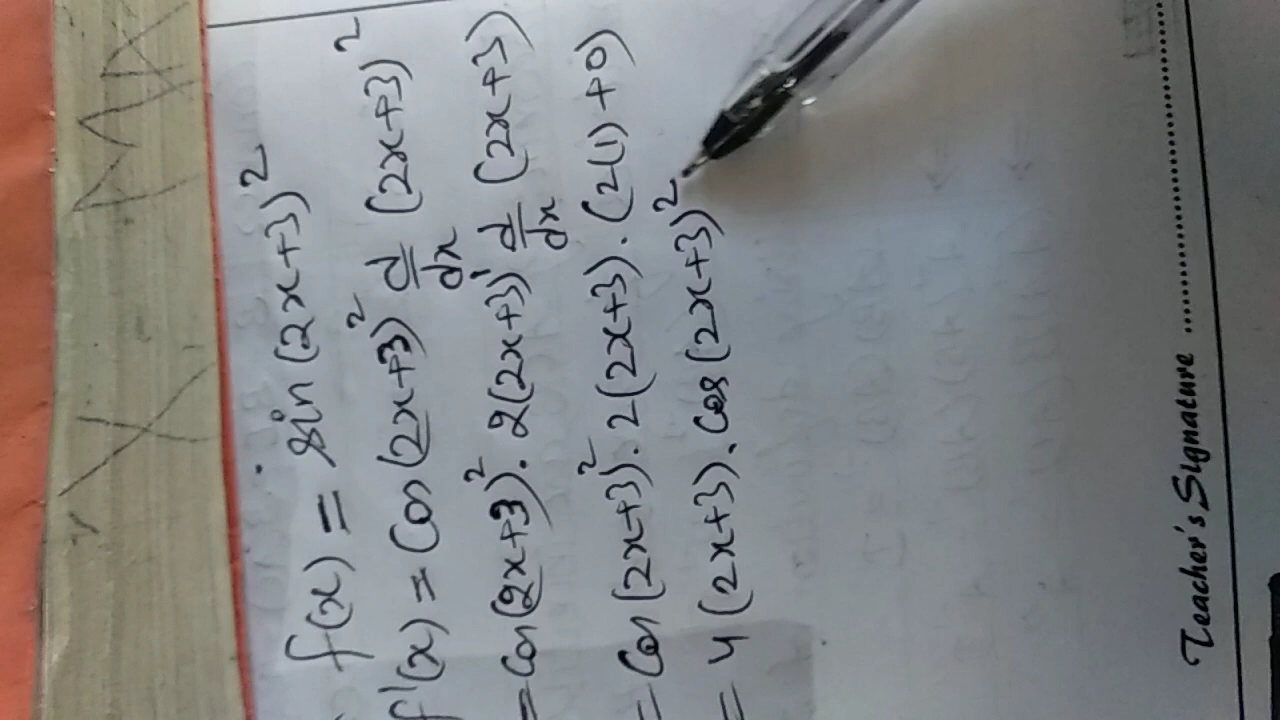 f(x) = sin (2x+3)²
f'(x) = Cos (2x+3)² d/dx (2x+3)²
= Cos(2x+3)². 2(2x+3)¹ d/dx (2x+3)
= Cos (2x+3)². 2(2x+3). (2(1)+0)
= 4 (2x+3). Cos (2x+3)²
Teacher's Signature ........................